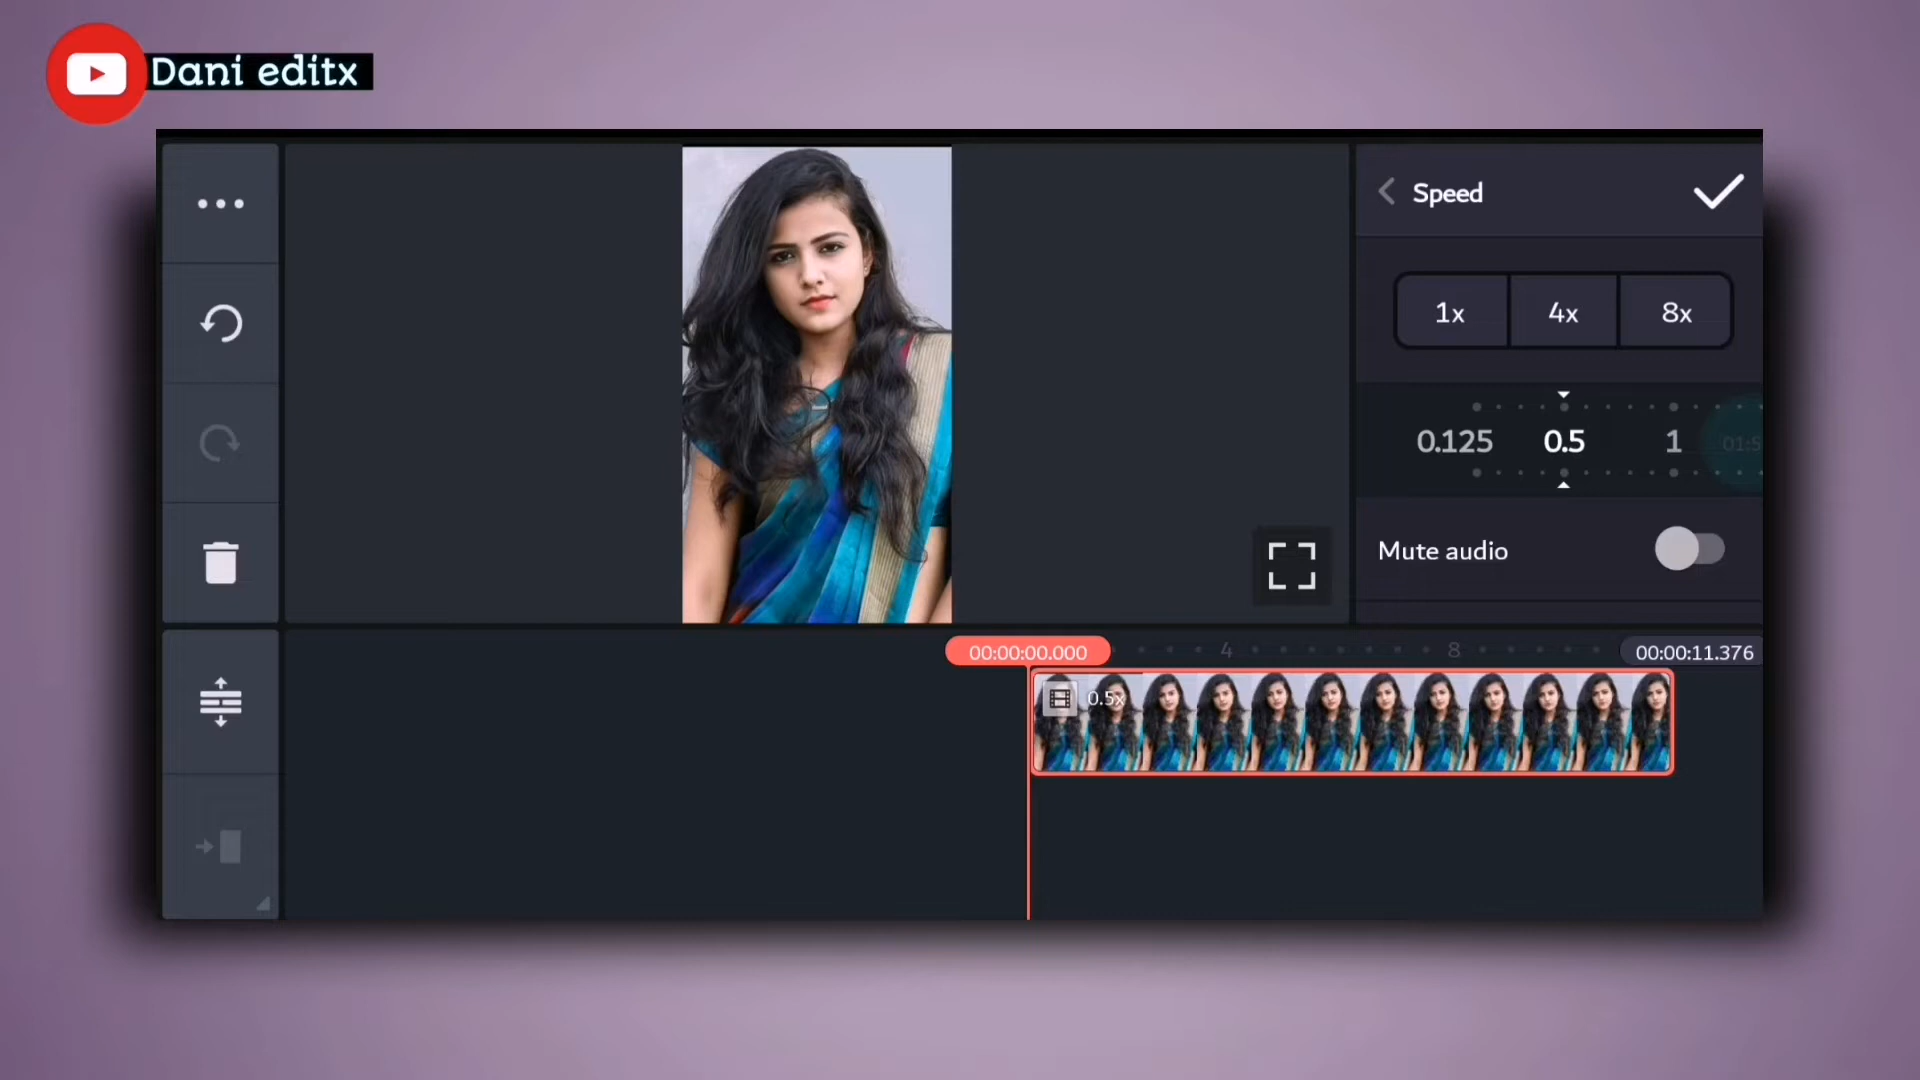 Dani editx
Speed
1x 4x 8x
0.125 0.5 1
Mute audio
00:00:00.000 4 8 00:00:11.376
0.5x